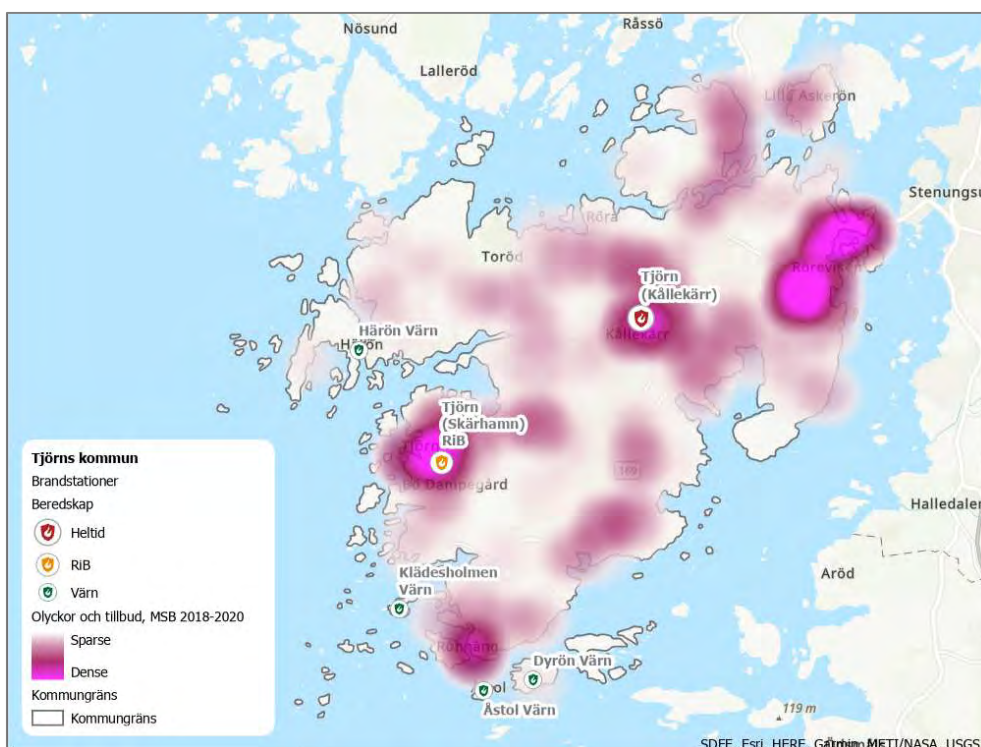 Nösund
Råssö
Lalleröd
Lilla Askerön
Stenungsu
Röra
Toröd
Tjörn
(Kållekärr)
Kållekärr
Härön Värn
Härön
Tjörn
(Skärhamn)
RiB
Bö Dampegård
169
Halledalen
Klädesholmen
Värn
Aröd
Rönnäng
Dyrön Värn
Åstol Värn
119 m
Tjörns kommun
Brandstationer
Beredskap
Heltid
RiB
Värn
Olyckor och tillbud, MSB 2018-2020
Sparse
Dense
Kommungräns
Kommungräns
SDFE, Esri, HERE, Garmin, METI/NASA, USGS